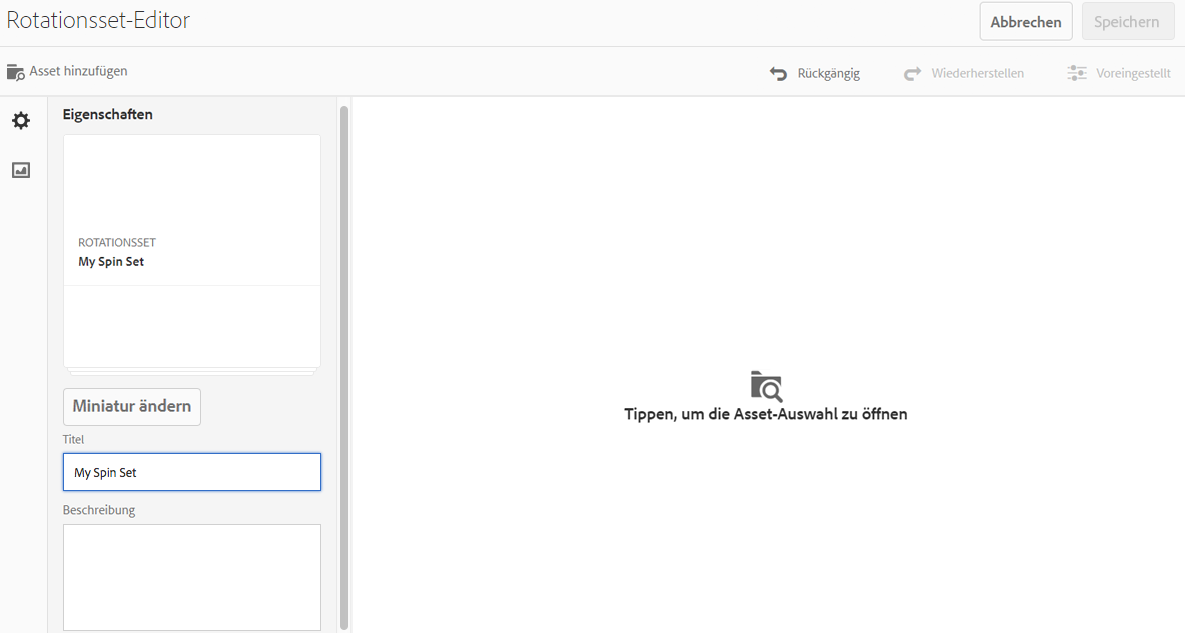 Rotationsset-Editor
Abbrechen
Speichern
Asset hinzufügen
Rückgängig
Wiederherstellen
Voreingestellt
Eigenschaften
ROTATIONSSET
My Spin Set
Miniatur ändern
Titel
My Spin Set
Beschreibung
Tippen, um die Asset-Auswahl zu öffnen